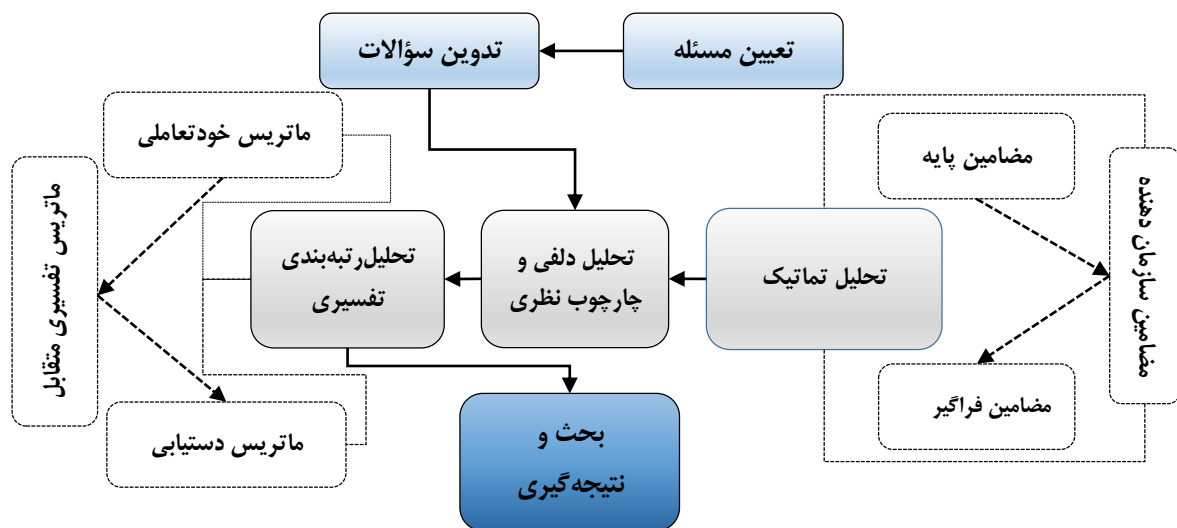 تعیین مسئله
تدوین سؤالات
مضامین پایه
مضامین سازمان دهنده
مضامین فراگیر
تحلیل تماتیک
تحلیل دلفی و
چارچوب نظری
تحلیل‌رتبه‌بندی
تفسیری
ماتریس خودتعاملی
ماتریس تفسیری متقابل
ماتریس دستیابی
بحث و
نتیجه‌گیری